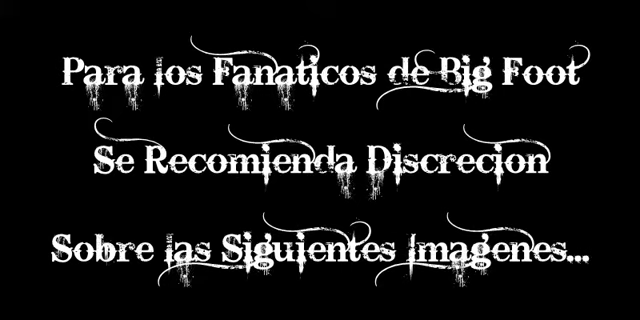 Para los Fanaticos de Big Foot
Se Recomienda Discrecion
Sobre las Siguientes Imagenes...